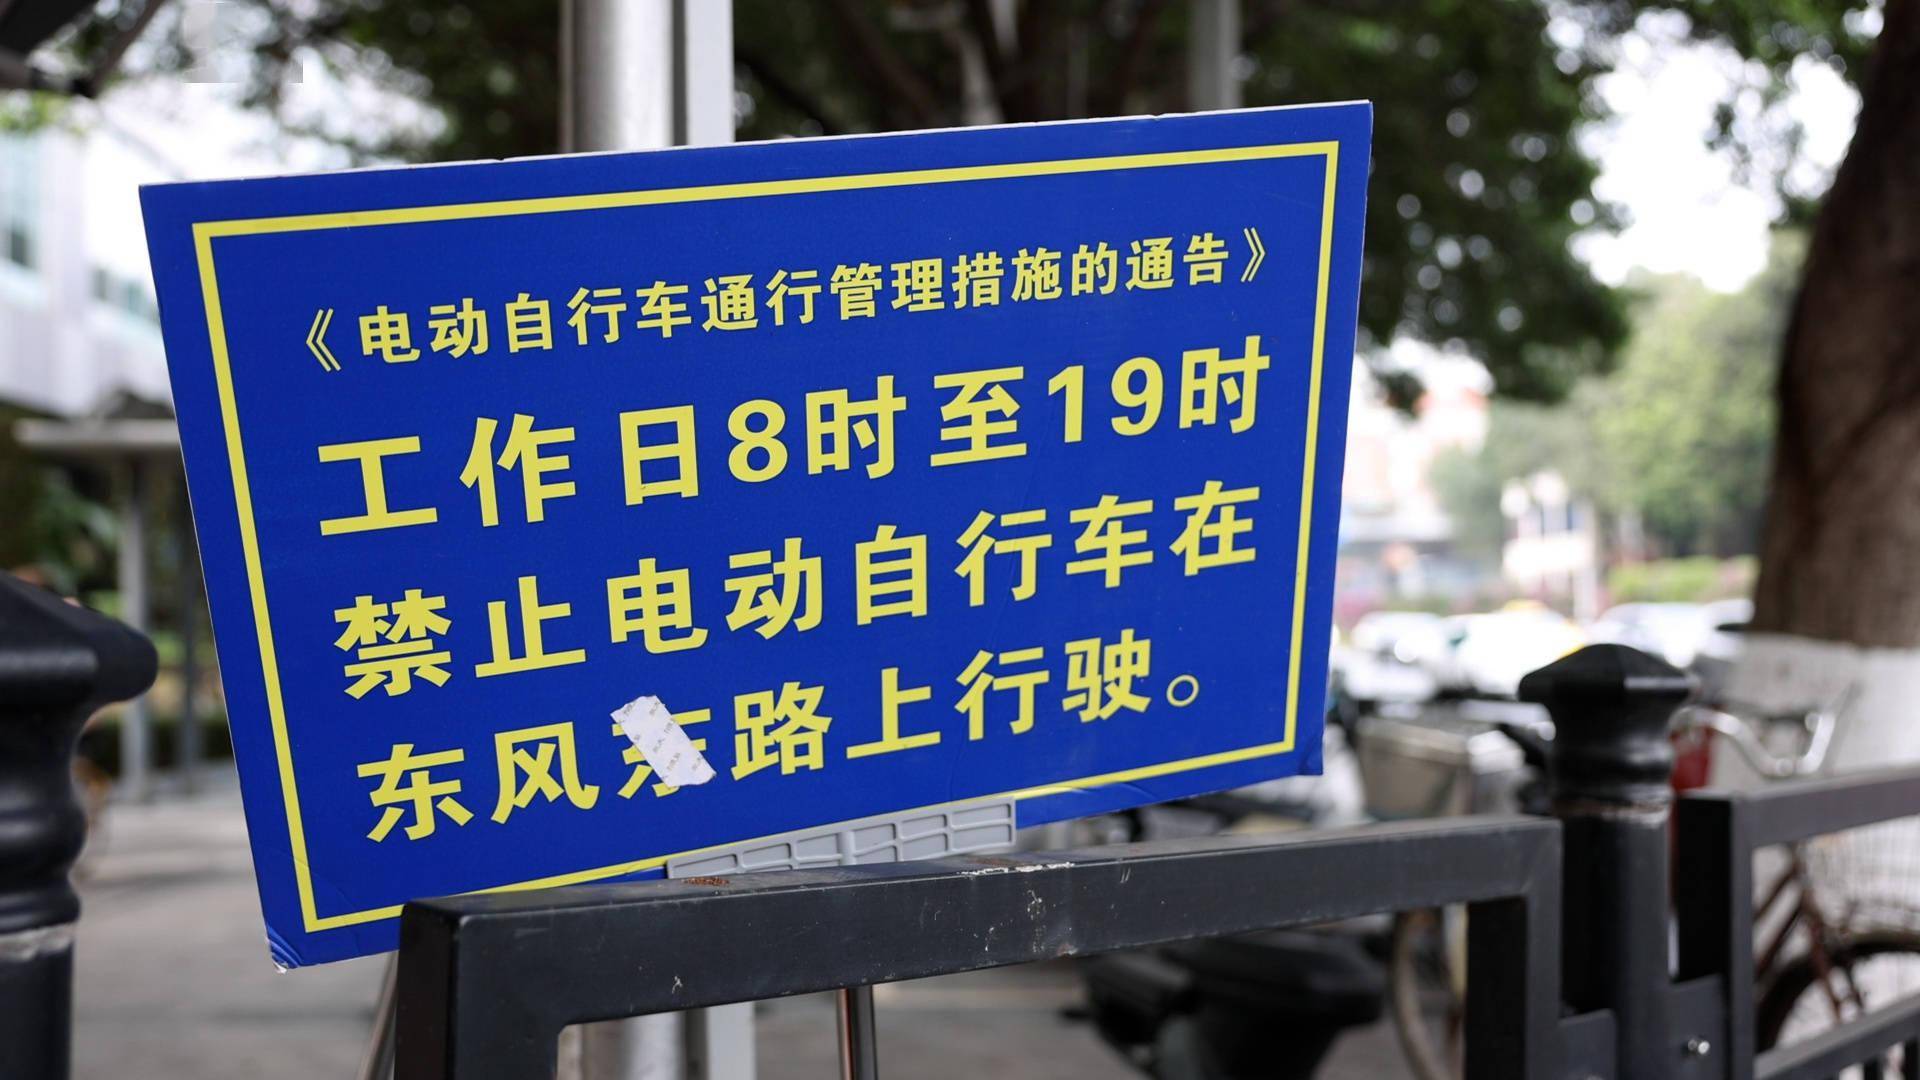 《电动自行车通行管理措施的通告》
工作日8时至19时
禁止电动自行车在
东风东路上行驶。